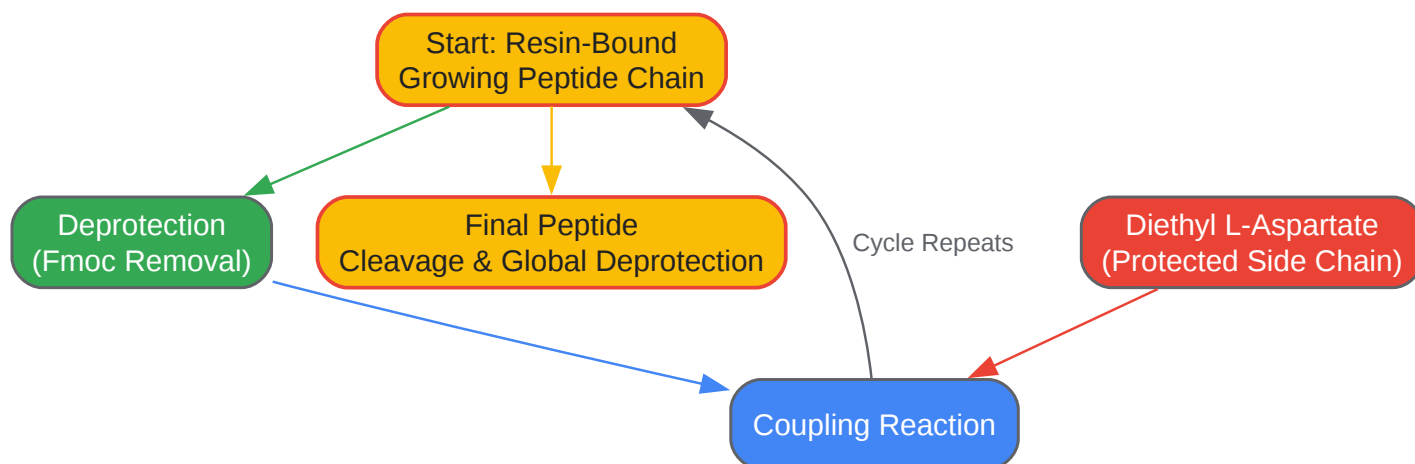 Start: Resin-Bound
Growing Peptide Chain
Deprotection
(Fmoc Removal)
Final Peptide
Cleavage & Global Deprotection
Cycle Repeats
Diethyl L-Aspartate
(Protected Side Chain)
Coupling Reaction